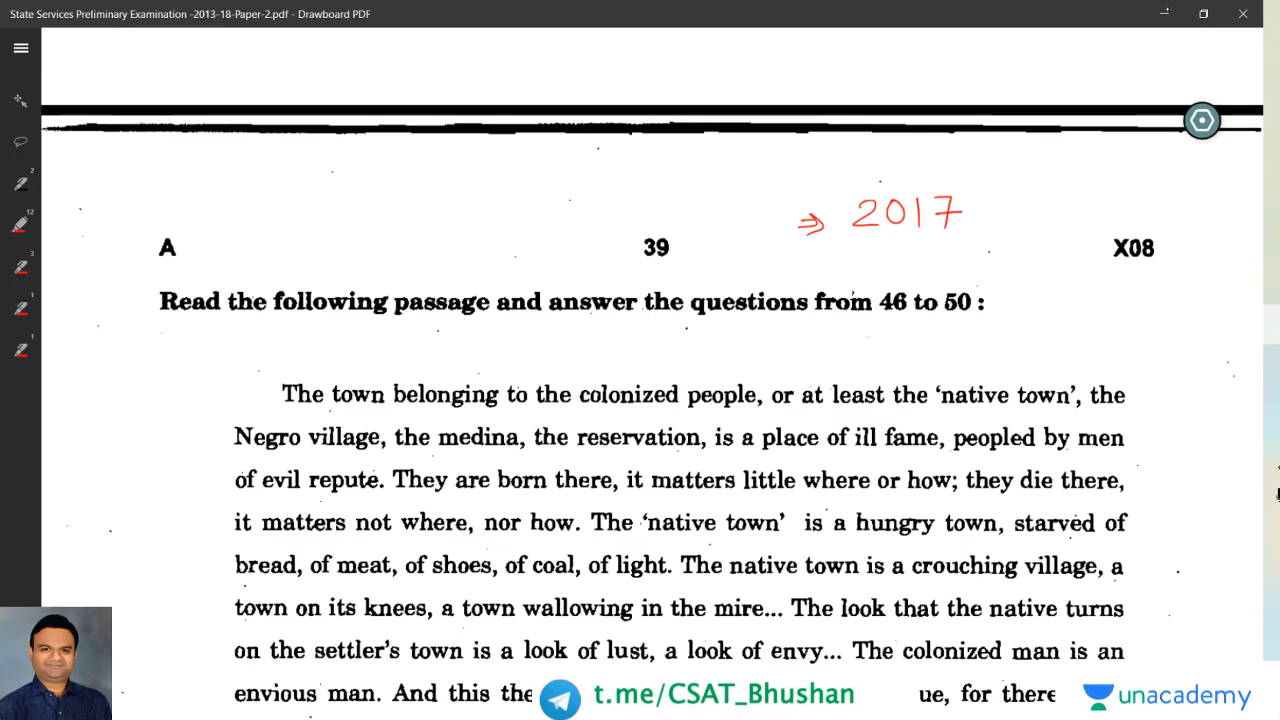 State Services Preliminary Examination -2013-18-Paper-2.pdf - Drawboard PDF
2
12
3
1
1
⇒ 2017
A 39 X08
Read the following passage and answer the questions from 46 to 50 :
The town belonging to the colonized people, or at least the ‘native town’, the
Negro village, the medina, the reservation, is a place of ill fame, peopled by men
of evil repute. They are born there, it matters little where or how; they die there,
it matters not where, nor how. The ‘native town’ is a hungry town, starved of
bread, of meat, of shoes, of coal, of light. The native town is a crouching village, a
town on its knees, a town wallowing in the mire... The look that the native turns
on the settler’s town is a look of lust, a look of envy... The colonized man is an
envious man. And this the ue, for there
t.me/CSAT_Bhushan
unacademy